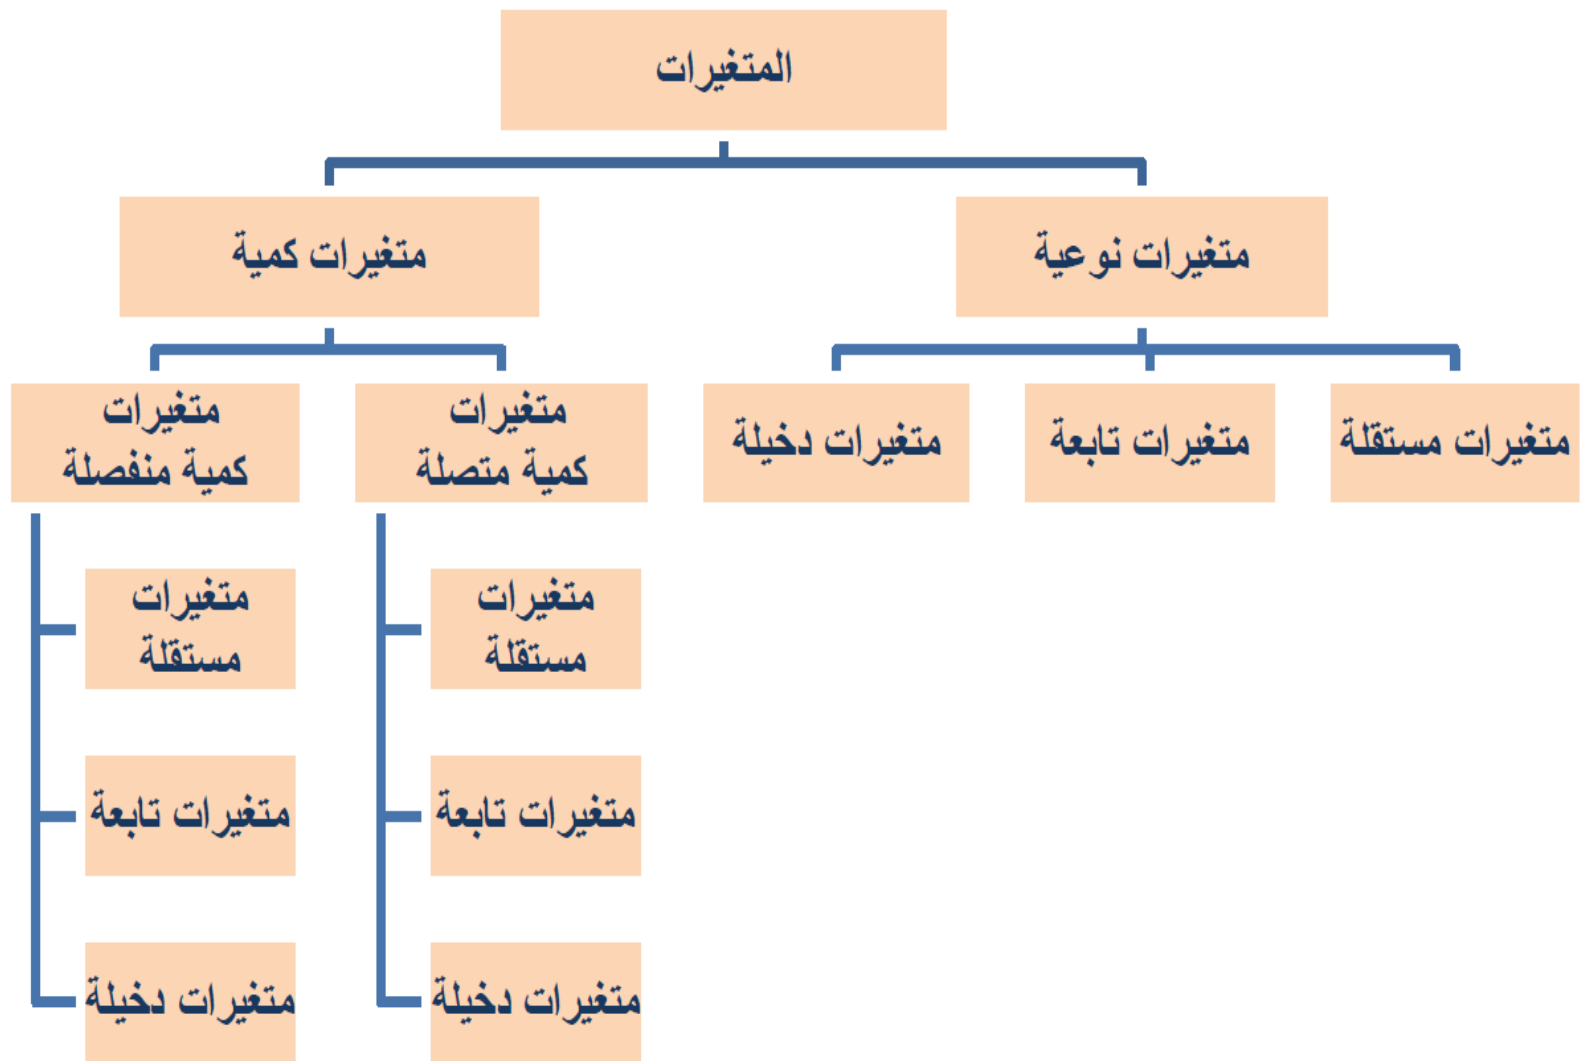 المتغيرات
متغيرات نوعية
متغيرات كمية
متغيرات مستقلة
متغيرات تابعة
متغيرات دخيلة
متغيرات
كمية متصلة
متغيرات
كمية منفصلة
متغيرات
مستقلة
متغيرات
مستقلة
متغيرات تابعة
متغيرات تابعة
متغيرات دخيلة
متغيرات دخيلة